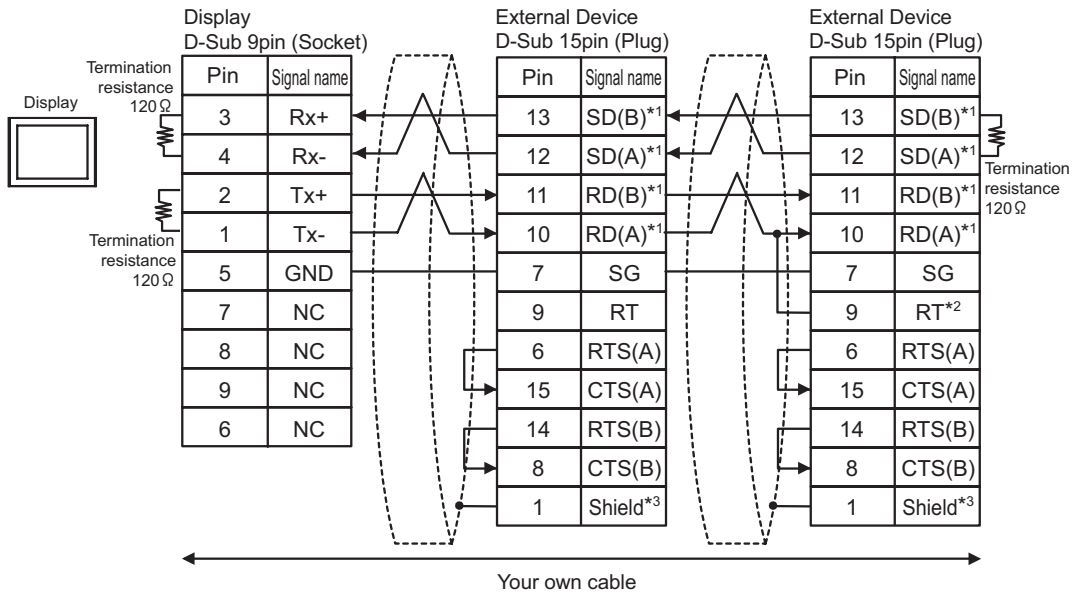 Display
D-Sub 9pin (Socket)
External Device
D-Sub 15pin (Plug)
External Device
D-Sub 15pin (Plug)
Display
Termination
resistance
120Ω
Termination
resistance
120Ω
Pin Signal name
3 Rx+
4 Rx-
2 Tx+
1 Tx-
5 GND
7 NC
8 NC
9 NC
6 NC
Pin Signal name
13 SD(B)*1
12 SD(A)*1
11 RD(B)*1
10 RD(A)*1
7 SG
9 RT
6 RTS(A)
15 CTS(A)
14 RTS(B)
8 CTS(B)
1 Shield*3
Pin Signal name
13 SD(B)*1
12 SD(A)*1
11 RD(B)*1
10 RD(A)*1
7 SG
9 RT*2
6 RTS(A)
15 CTS(A)
14 RTS(B)
8 CTS(B)
1 Shield*3
Termination
resistance
120Ω
Your own cable